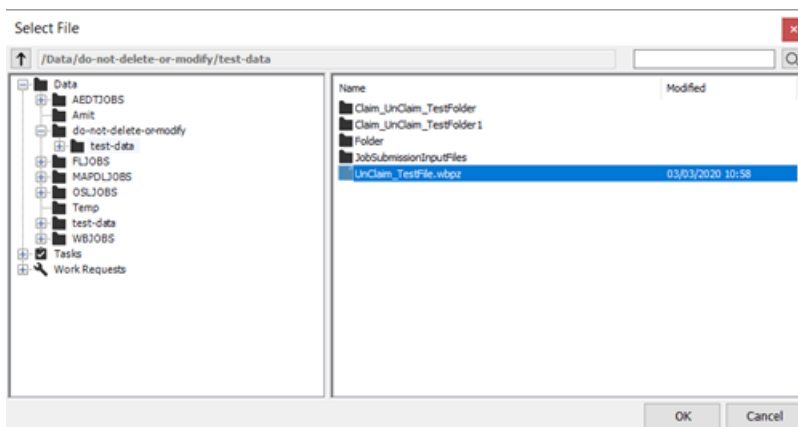 Select File
/Data/do-not-delete-or-modify/test-data
Data
AEDTJOBS
Amit
do-not-delete-ormodify
test-data
FLJOBS
MAPDLJOBS
OSLJOBS
Temp
test-data
WBJOBS
Tasks
Work Requests
Name Modified
Claim_UnClaim_TestFolder
Claim_UnClaim_TestFolder1
Folder
JobSubmissionInputFiles
UnClaim_TestFile.wbpz 03/03/2020 10:58
OK Cancel